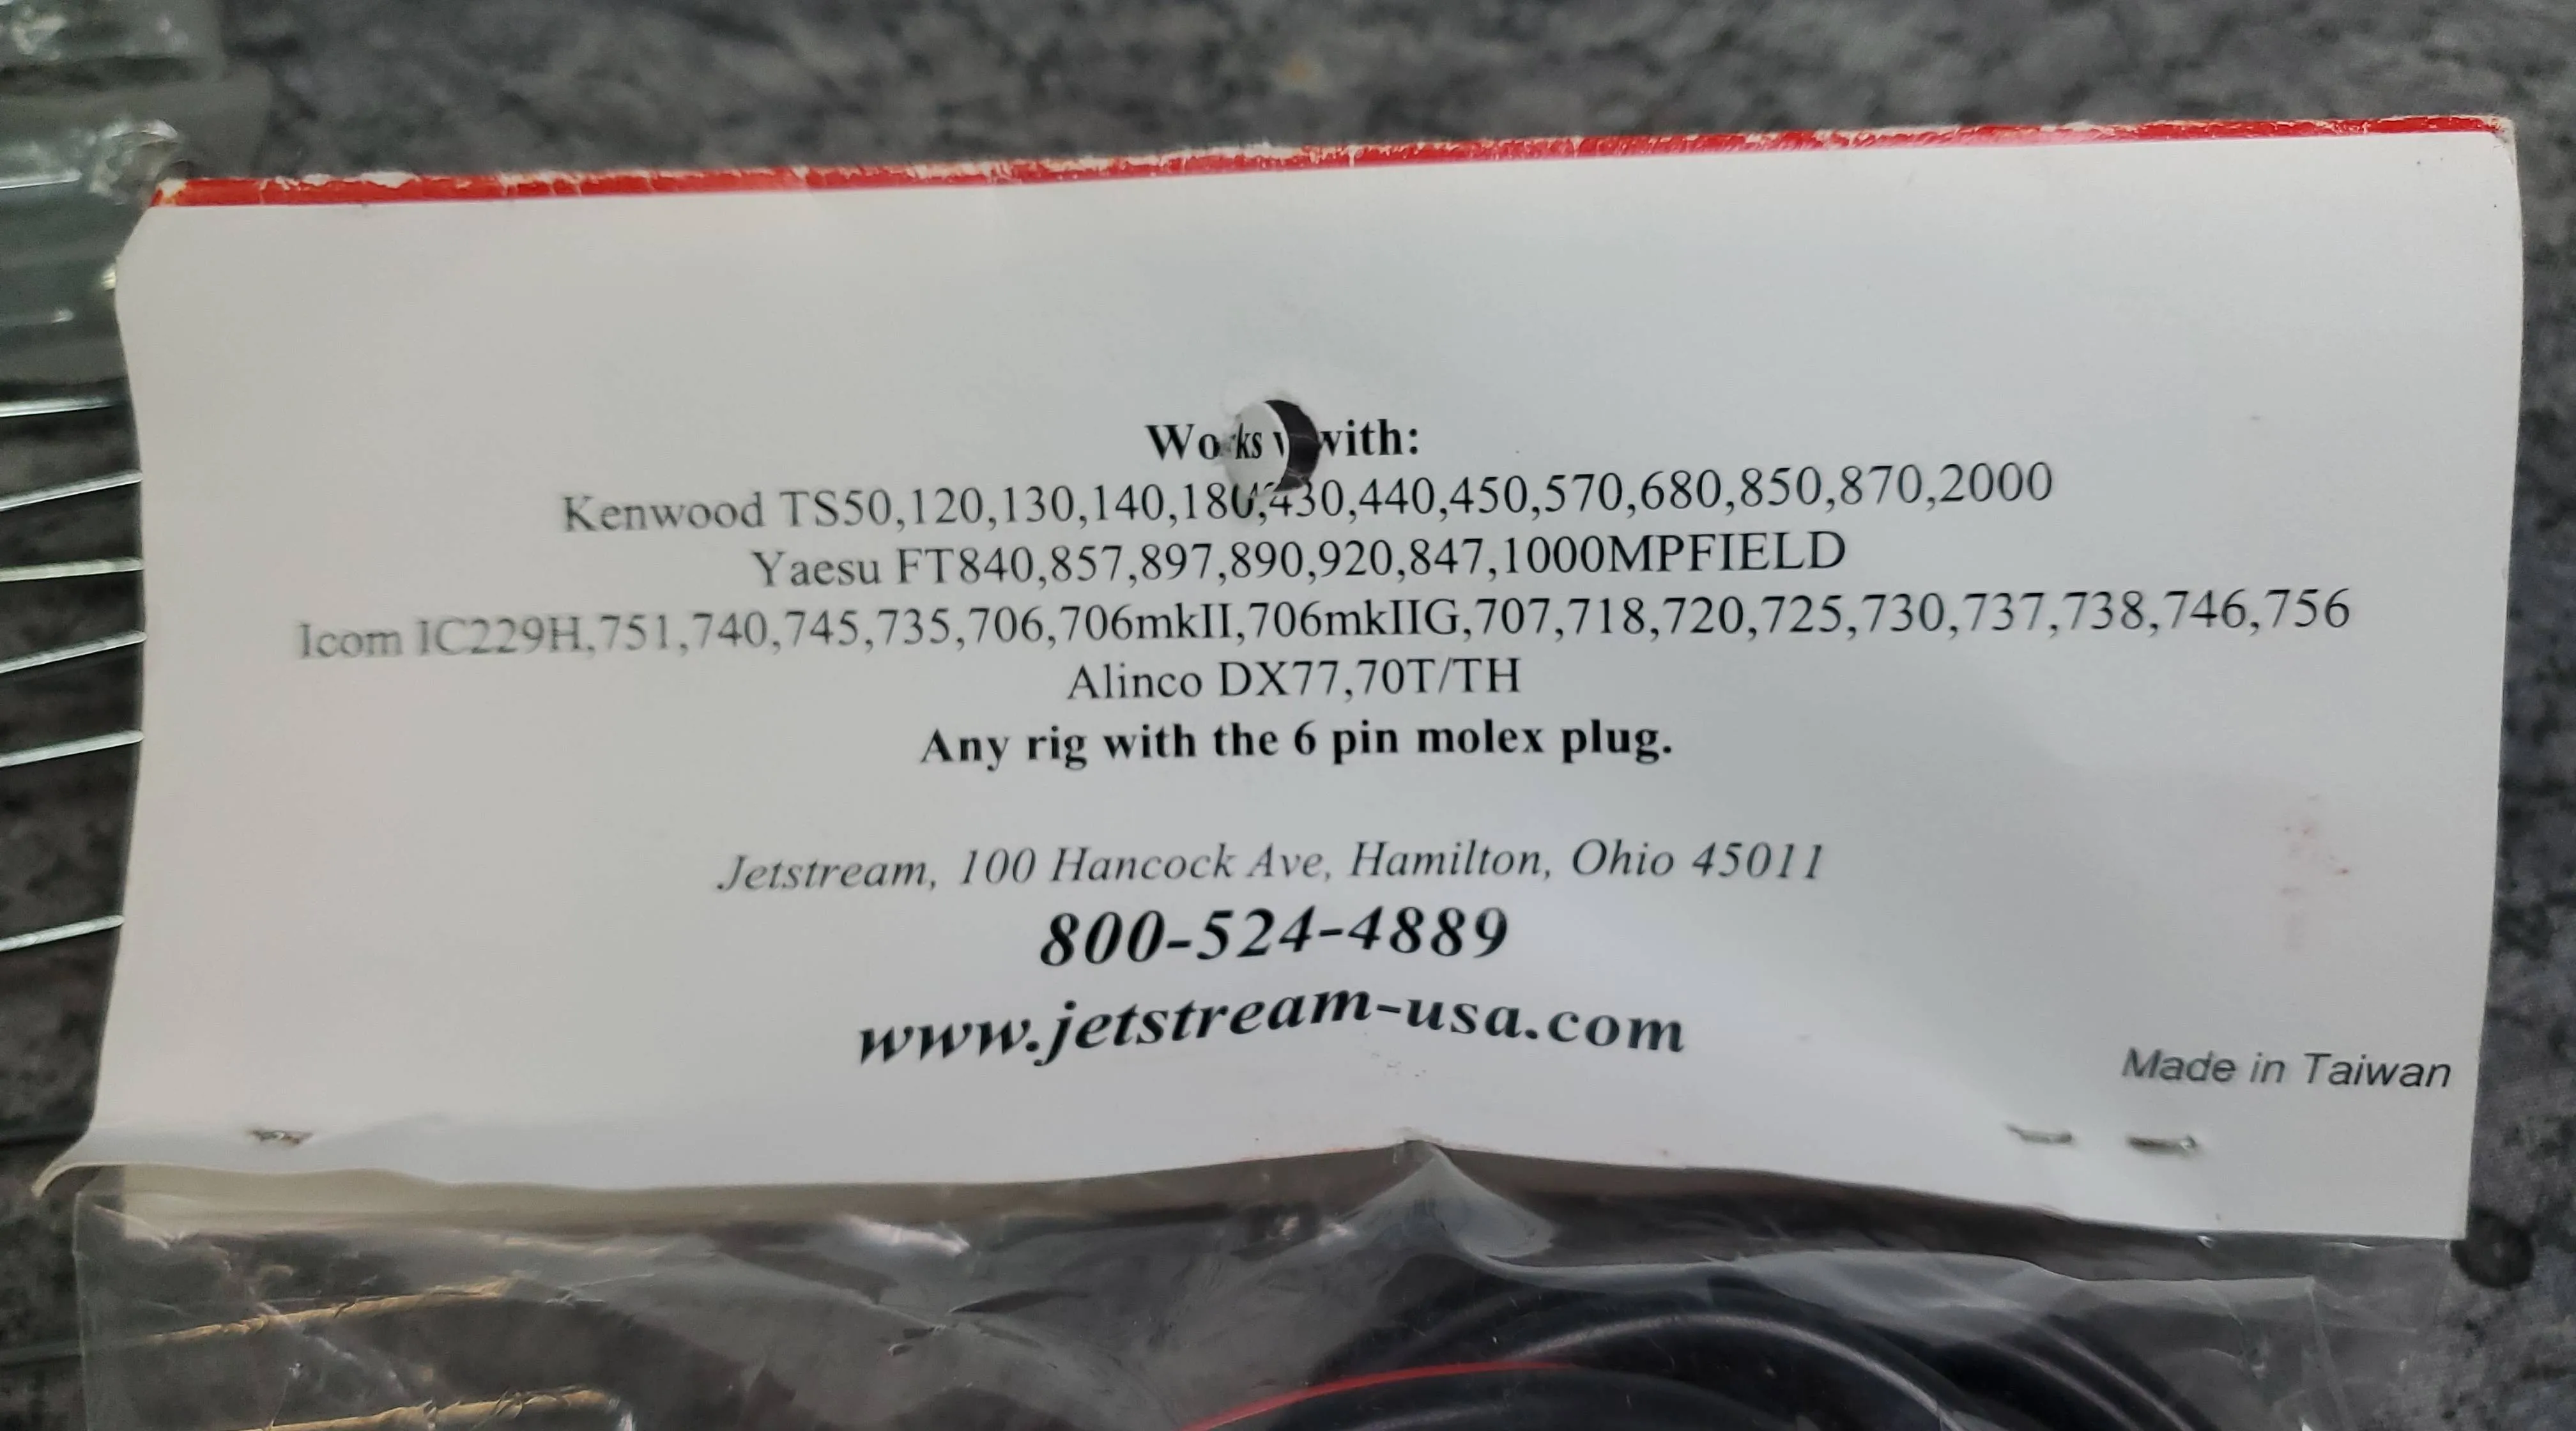 Works with:
Kenwood TS50,120,130,140,180,430,440,450,570,680,850,870,2000
Yaesu FT840,857,897,890,920,847,1000MPFIELD
Icom IC229H,751,740,745,735,706,706mkII,706mkIIG,707,718,720,725,730,737,738,746,756
Alinco DX77,70T/TH
Any rig with the 6 pin molex plug.
Jetstream, 100 Hancock Ave, Hamilton, Ohio 45011
800-524-4889
www.jetstream-usa.com
Made in Taiwan